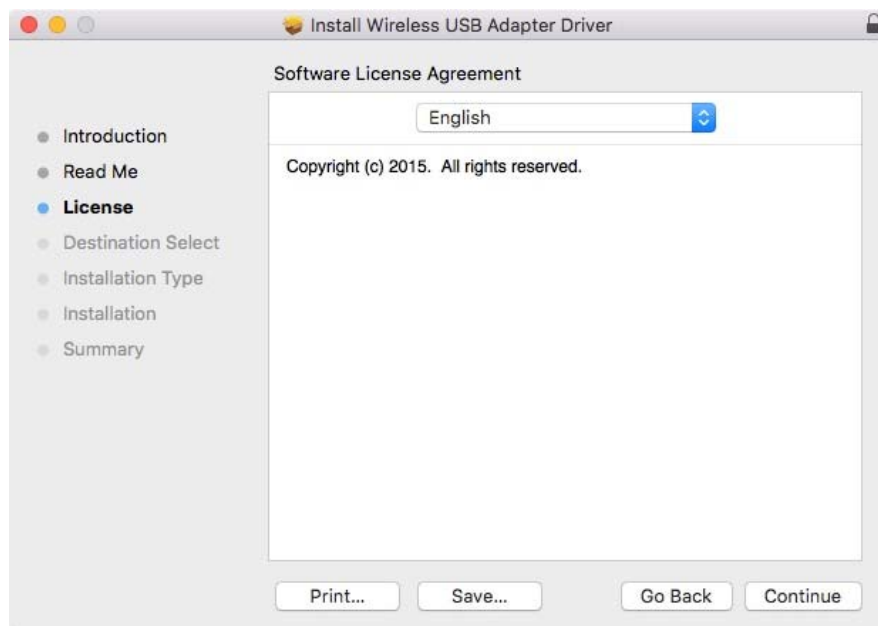 Install Wireless USB Adapter Driver
Software License Agreement
Introduction
Read Me
License
Destination Select
Installation Type
Installation
Summary
English
Copyright (c) 2015.  All rights reserved.
Print...
Save...
Go Back
Continue